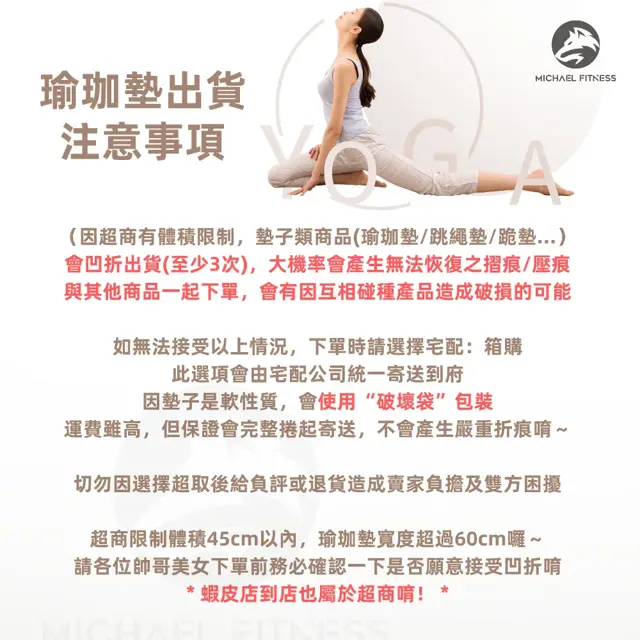 瑜珈墊出貨
注意事項
MICHAEL FITNESS
YOGA
（因超商有體積限制，墊子類商品(瑜珈墊/跳繩墊/跪墊...）
會凹折出貨(至少3次)，大機率會產生無法恢復之摺痕/壓痕
與其他商品一起下單，會有因互相碰種產品造成破損的可能
如無法接受以上情況，下單時請選擇宅配：箱購
此選項會由宅配公司統一寄送到府
因墊子是軟性質，會使用“破壞袋”包裝
運費雖高，但保證會完整捲起寄送，不會產生嚴重折痕唷～
切勿因選擇超取後給負評或退貨造成賣家負擔及雙方困擾
超商限制體積45cm以內，瑜珈墊寬度超過60cm囉～
請各位帥哥美女下單前務必確認一下是否願意接受凹折唷
* 蝦皮店到店也屬於超商唷！ *
MICHAEL FITNESS